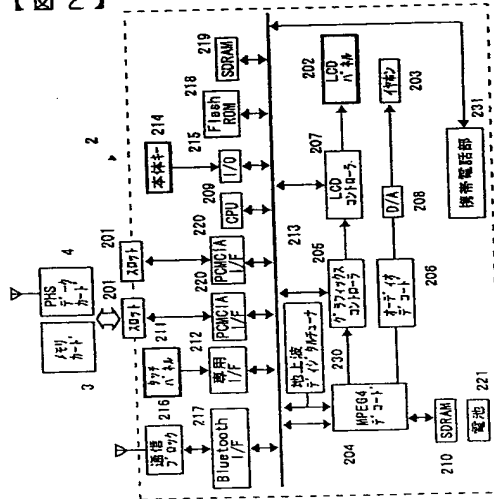 【図2】
2
PHS
データ
カード
4
メモリ
カード
3
スロット
201
スロット
201
PCMCIA
I/F
220
PCMCIA
I/F
220
タッチ
パネル
211
専用
I/F
212
通信
ブロック
216
Bluetooth
I/F
217
本体キー
214
I/O
215
CPU
209
Flash
ROM
218
SDRAM
219
213
地上波
ディジタルチューナ
230
MPEG4
デコード
204
グラフィックス
コントローラ
205
LCD
コントローラ
207
LCD
パネル
202
オーディオ
デコード
206
D/A
208
イヤホン
203
SDRAM
210
電池
221
携帯電話部
231